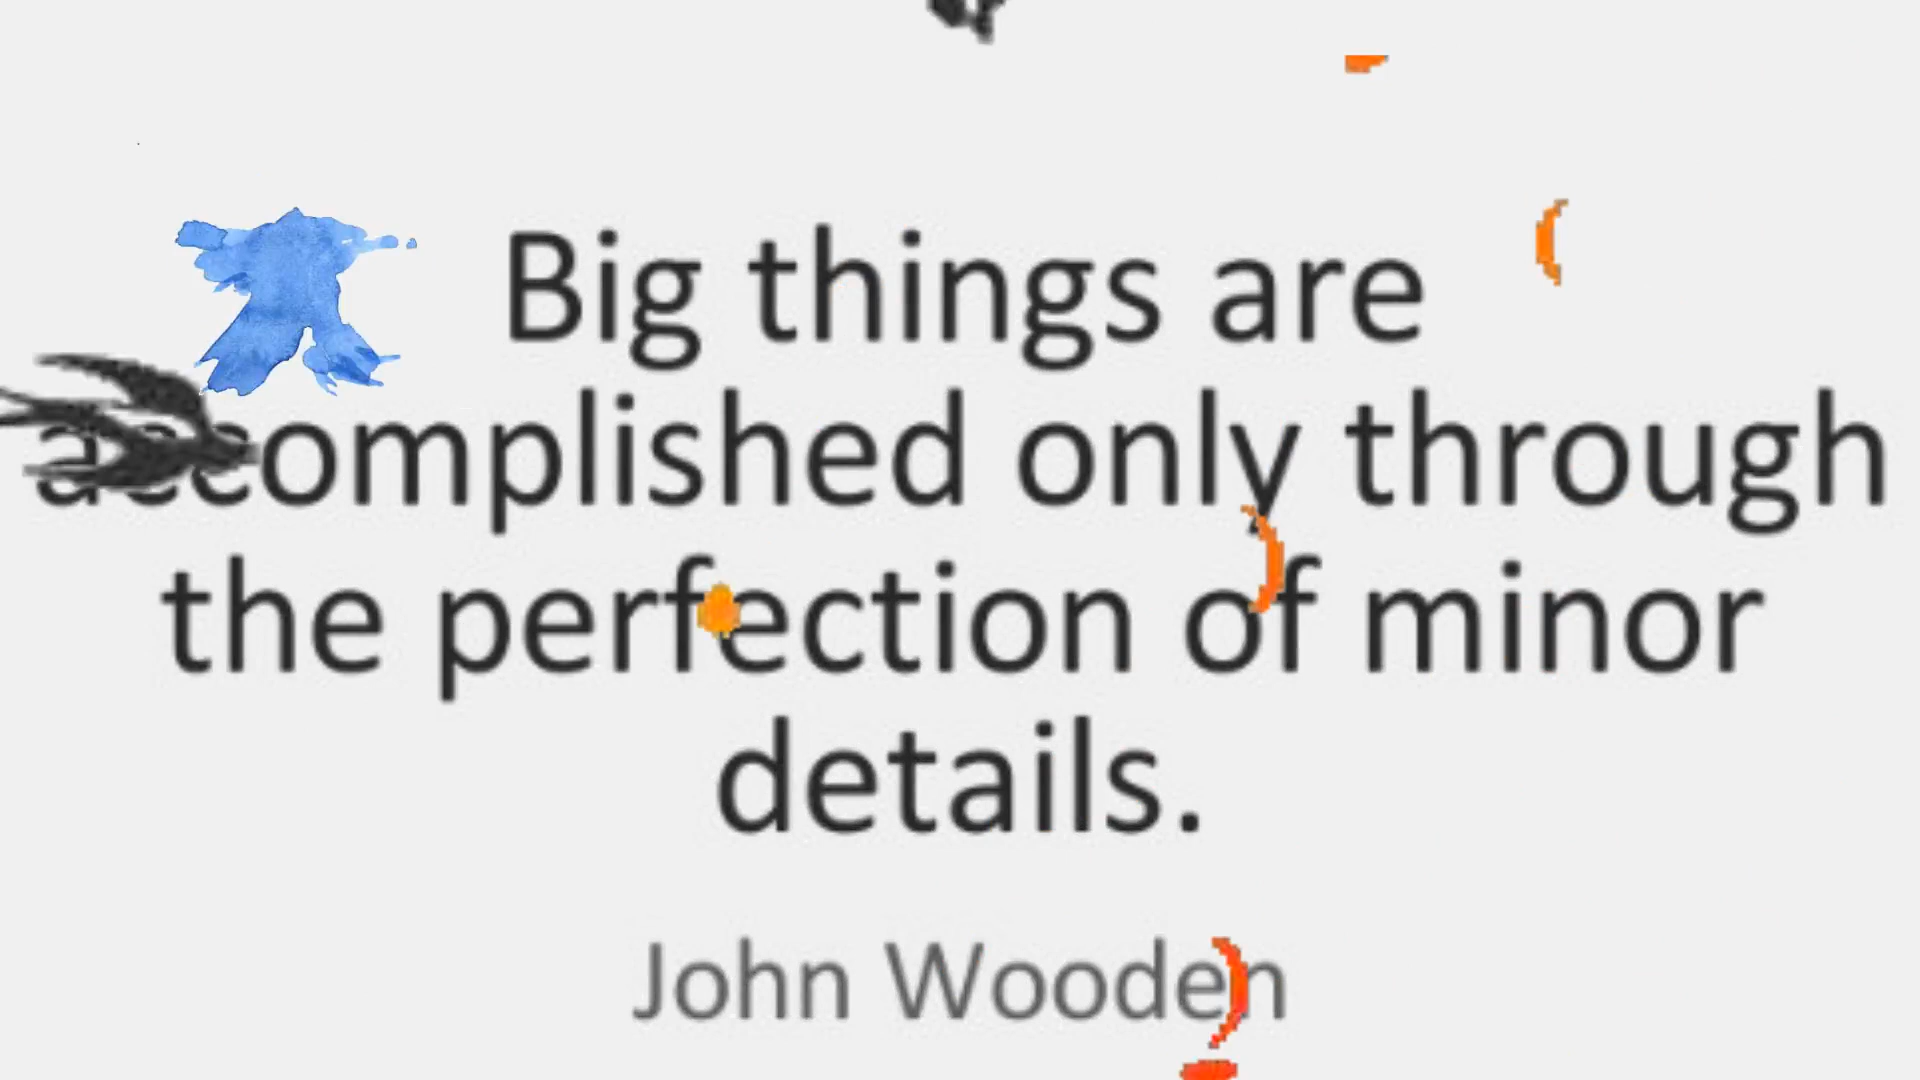 Big things are
accomplished only through
the perfection of minor
details.
John Wooden